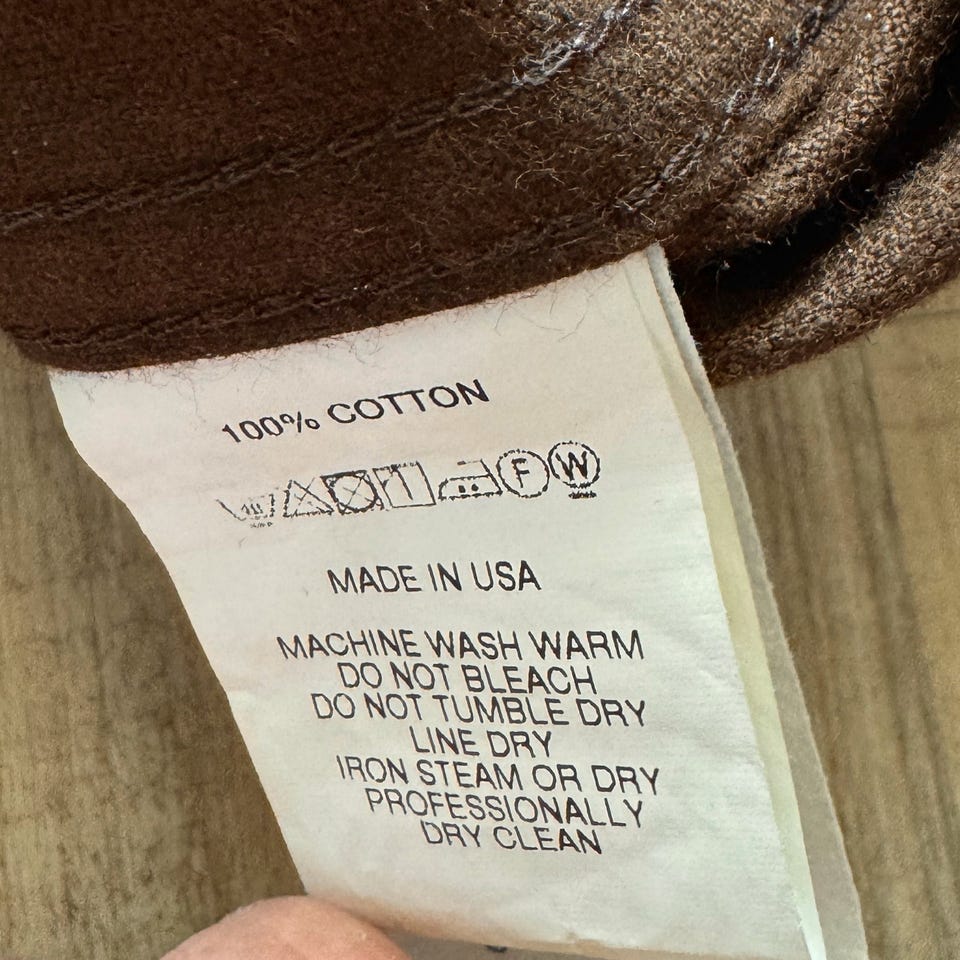 100% COTTON
F W
MADE IN USA
MACHINE WASH WARM
DO NOT BLEACH
DO NOT TUMBLE DRY
LINE DRY
IRON STEAM OR DRY
PROFESSIONALLY
DRY CLEAN